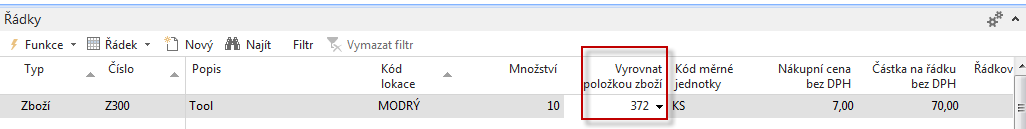 Řádky
Funkce Řádek Nový Najít Filtr Vymazat filtr
Typ Číslo Popis Kód lokace Množství Vyrovnat položkou zboží Kód měrné jednotky Nákupní cena bez DPH Částka na řádku bez DPH Řádkov
Zboží Z300 Tool MODRÝ 10 372 KS 7,00 70,00